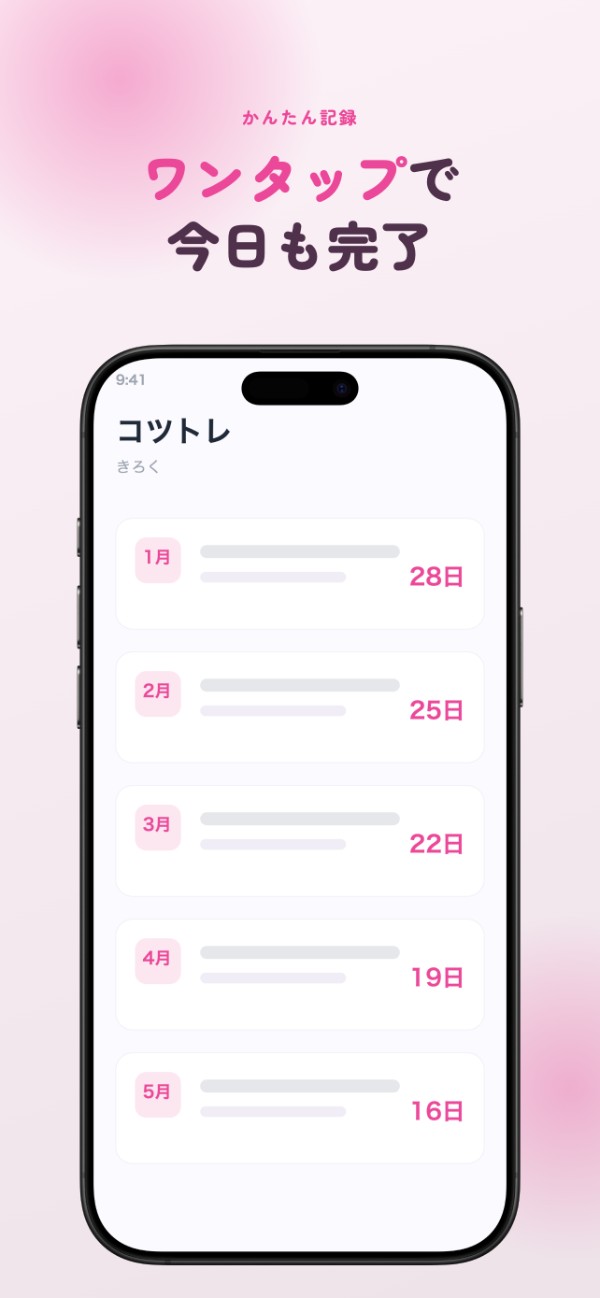 かんたん記録
ワンタップで
今日も完了
9:41
コツトレ
きろく
1月
28日
2月
25日
3月
22日
4月
19日
5月
16日